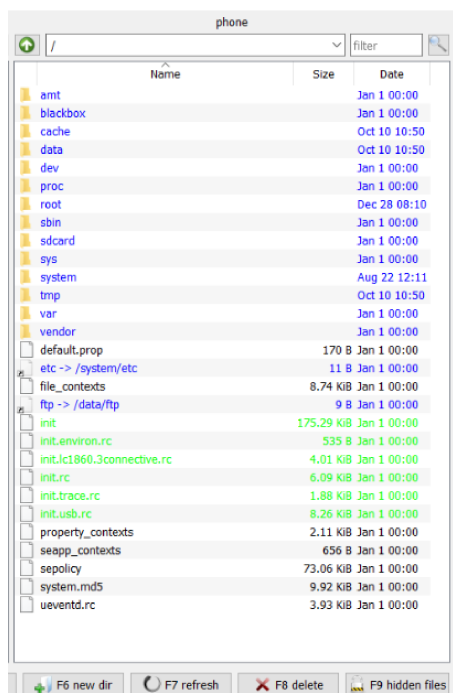 phone
/ filter
Name Size Date
amt Jan 1 00:00
blackbox Jan 1 00:00
cache Oct 10 10:50
data Oct 10 10:50
dev Jan 1 00:00
proc Jan 1 00:00
root Dec 28 08:10
sbin Jan 1 00:00
sdcard Jan 1 00:00
sys Jan 1 00:00
system Aug 22 12:11
tmp Oct 10 10:50
var Jan 1 00:00
vendor Jan 1 00:00
default.prop 170 B Jan 1 00:00
etc -> /system/etc 11 B Jan 1 00:00
file_contexts 8.74 KiB Jan 1 00:00
ftp -> /data/ftp 9 B Jan 1 00:00
init 175.29 KiB Jan 1 00:00
init.environ.rc 535 B Jan 1 00:00
init.lc1860.3connective.rc 4.01 KiB Jan 1 00:00
init.rc 6.09 KiB Jan 1 00:00
init.trace.rc 1.88 KiB Jan 1 00:00
init.usb.rc 8.26 KiB Jan 1 00:00
property_contexts 2.11 KiB Jan 1 00:00
seapp_contexts 656 B Jan 1 00:00
sepolicy 73.06 KiB Jan 1 00:00
system.md5 9.92 KiB Jan 1 00:00
ueventd.rc 3.93 KiB Jan 1 00:00
F6 new dir F7 refresh F8 delete F9 hidden files